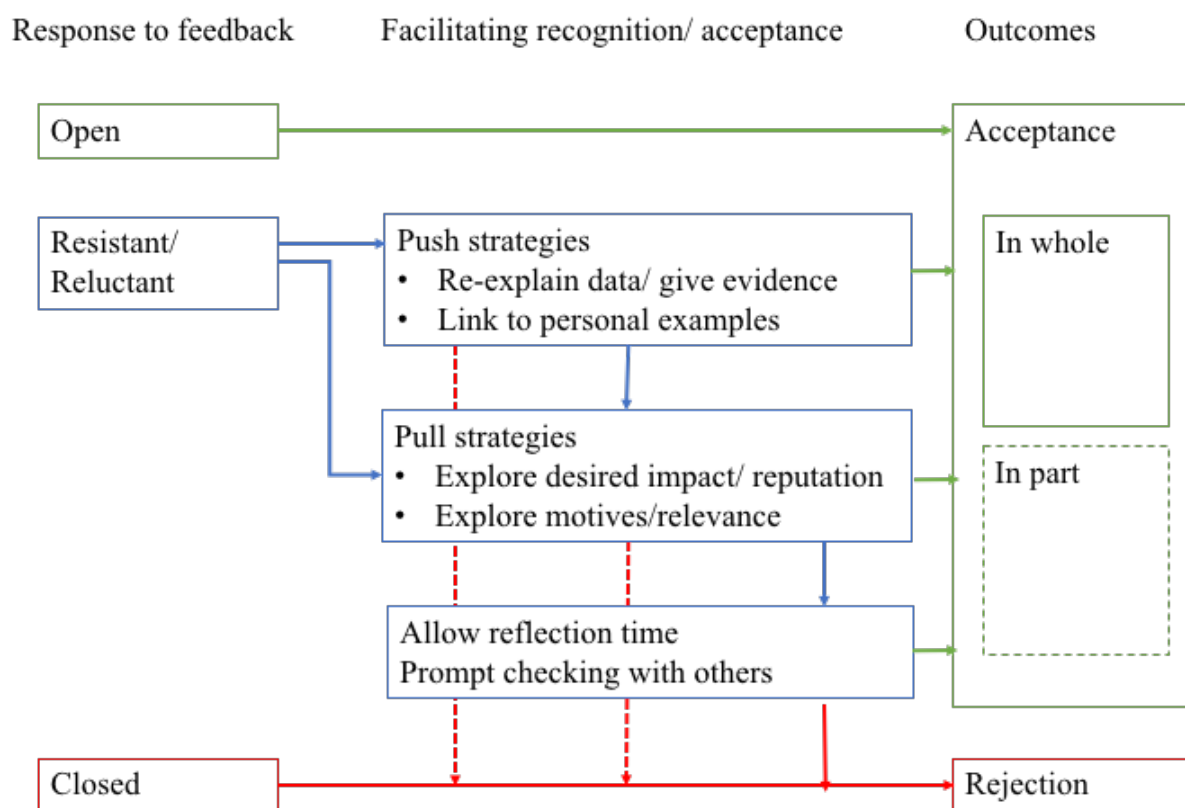 Response to feedback
Facilitating recognition/ acceptance
Outcomes
Open
Acceptance
Resistant/
Reluctant
Push strategies
• Re-explain data/ give evidence
• Link to personal examples
In whole
Pull strategies
• Explore desired impact/ reputation
• Explore motives/relevance
In part
Allow reflection time
Prompt checking with others
Closed
Rejection